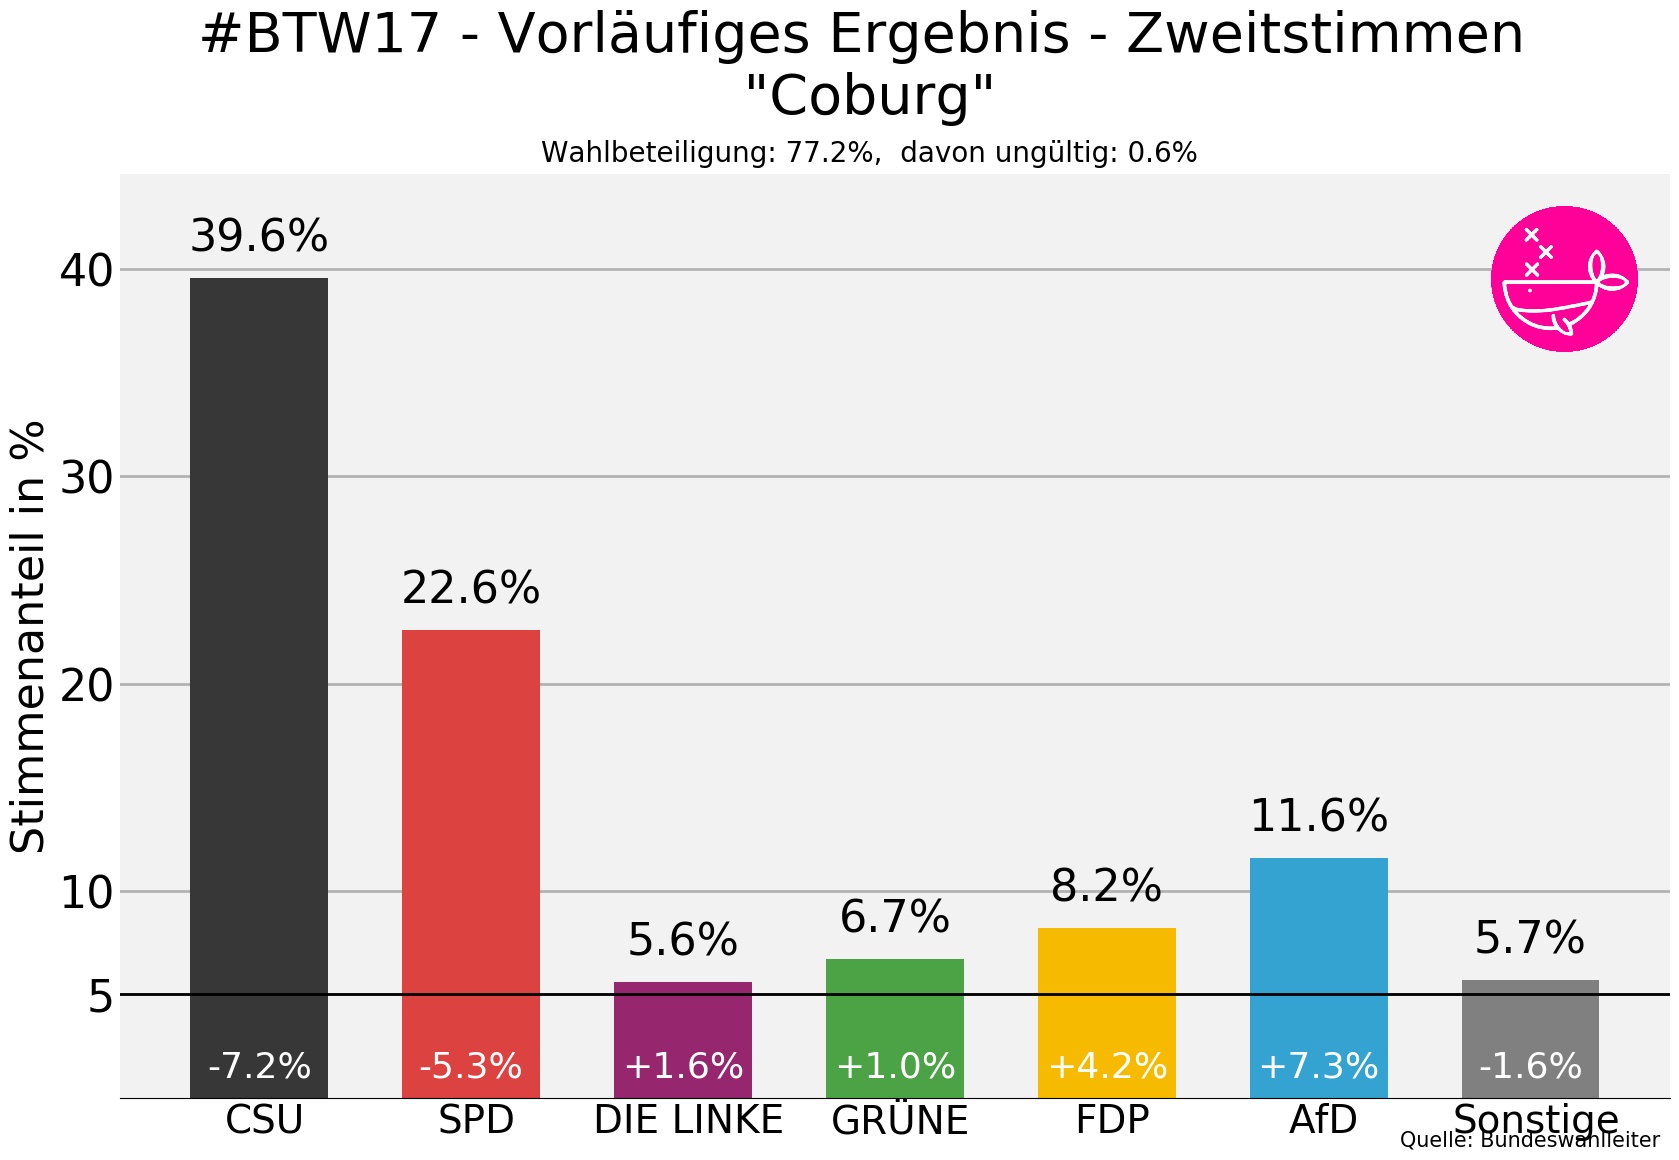 #BTW17 - Vorläufiges Ergebnis - Zweitstimmen
"Coburg"
Wahlbeteiligung: 77.2%,  davon ungültig: 0.6%
Stimmenanteil in %
40
30
20
10
5
39.6%
22.6%
5.6%
6.7%
8.2%
11.6%
5.7%
-7.2%
-5.3%
+1.6%
+1.0%
+4.2%
+7.3%
-1.6%
CSU
SPD
DIE LINKE
GRÜNE
FDP
AfD
Sonstige
Quelle: Bundeswahlleiter